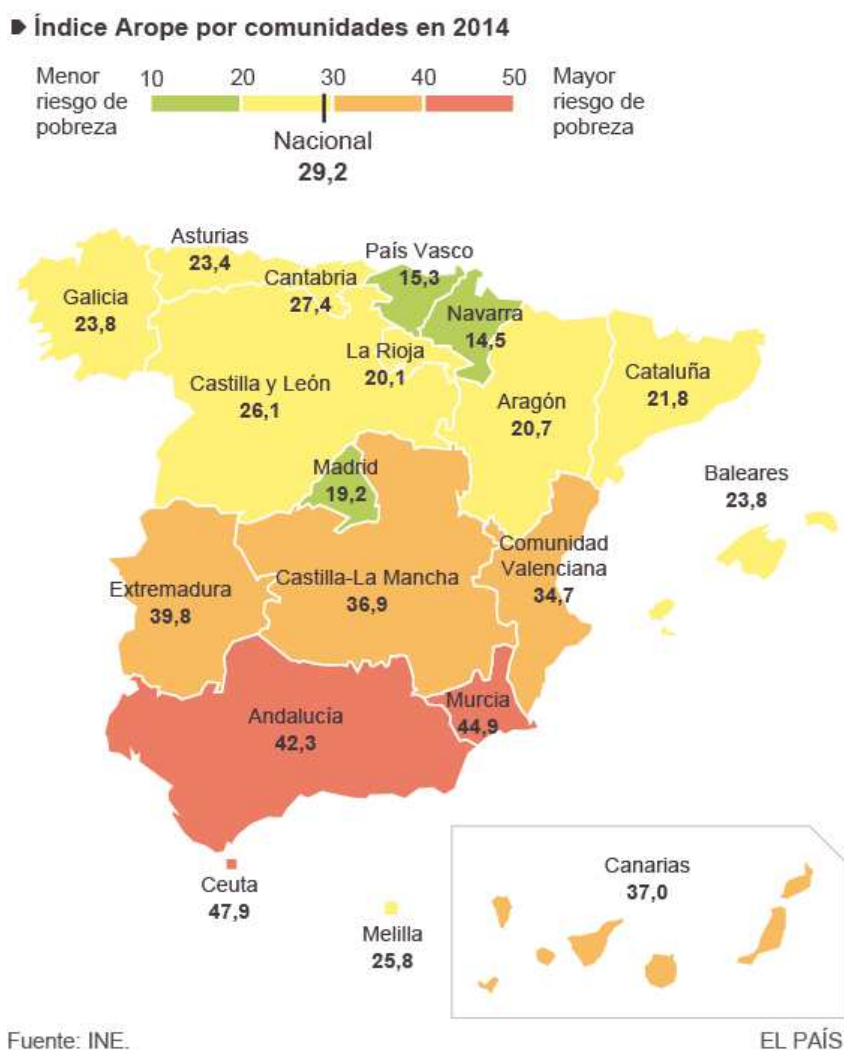 Índice Arope por comunidades en 2014
Menor
riesgo de
pobreza
10 20 30 40 50
Mayor
riesgo de
pobreza
Nacional
29,2
Asturias
23,4
País Vasco
15,3
Cantabria
27,4
Galicia
23,8
Navarra
14,5
La Rioja
20,1
Castilla y León
26,1
Aragón
20,7
Cataluña
21,8
Madrid
19,2
Baleares
23,8
Comunidad
Valenciana
34,7
Extremadura
39,8
Castilla-La Mancha
36,9
Murcia
44,9
Andalucía
42,3
Ceuta
47,9
Melilla
25,8
Canarias
37,0
Fuente: INE.
EL PAÍS